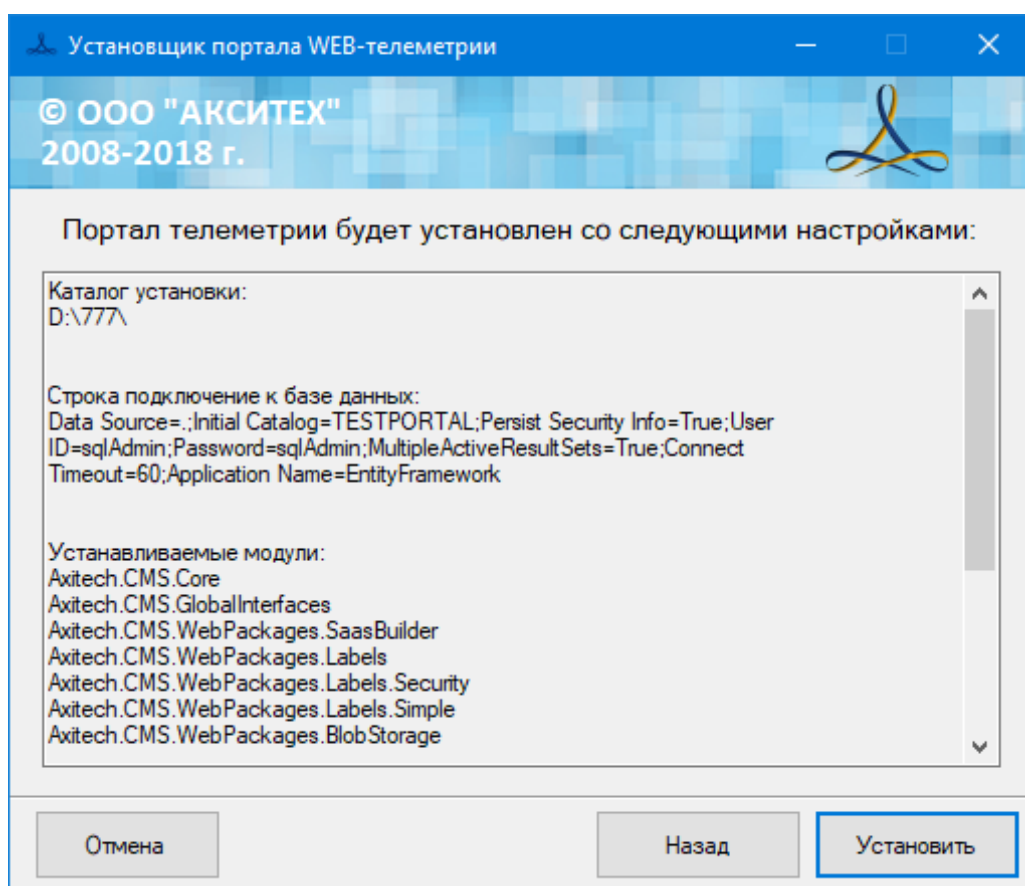 Установщик портала WEB-телеметрии
© ООО "АКСИТЕХ"
2008-2018 г.
Портал телеметрии будет установлен со следующими настройками:
Каталог установки:
D:\777\
Строка подключение к базе данных:
Data Source=.;Initial Catalog=TESTPORTAL;Persist Security Info=True;User
ID=sqlAdmin;Password=sqlAdmin;MultipleActiveResultSets=True;Connect
Timeout=60;Application Name=EntityFramework
Устанавливаемые модули:
Axitech.CMS.Core
Axitech.CMS.GlobalInterfaces
Axitech.CMS.WebPackages.SaasBuilder
Axitech.CMS.WebPackages.Labels
Axitech.CMS.WebPackages.Labels.Security
Axitech.CMS.WebPackages.Labels.Simple
Axitech.CMS.WebPackages.BlobStorage
Отмена
Назад
Установить